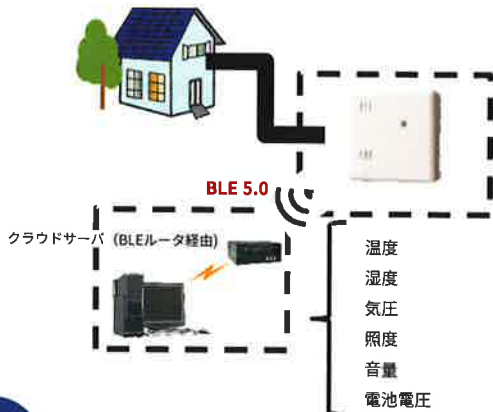 BLE 5.0
クラウドサーバ（BLEルータ経由)
温度
湿度
気圧
照度
音量
電池電圧